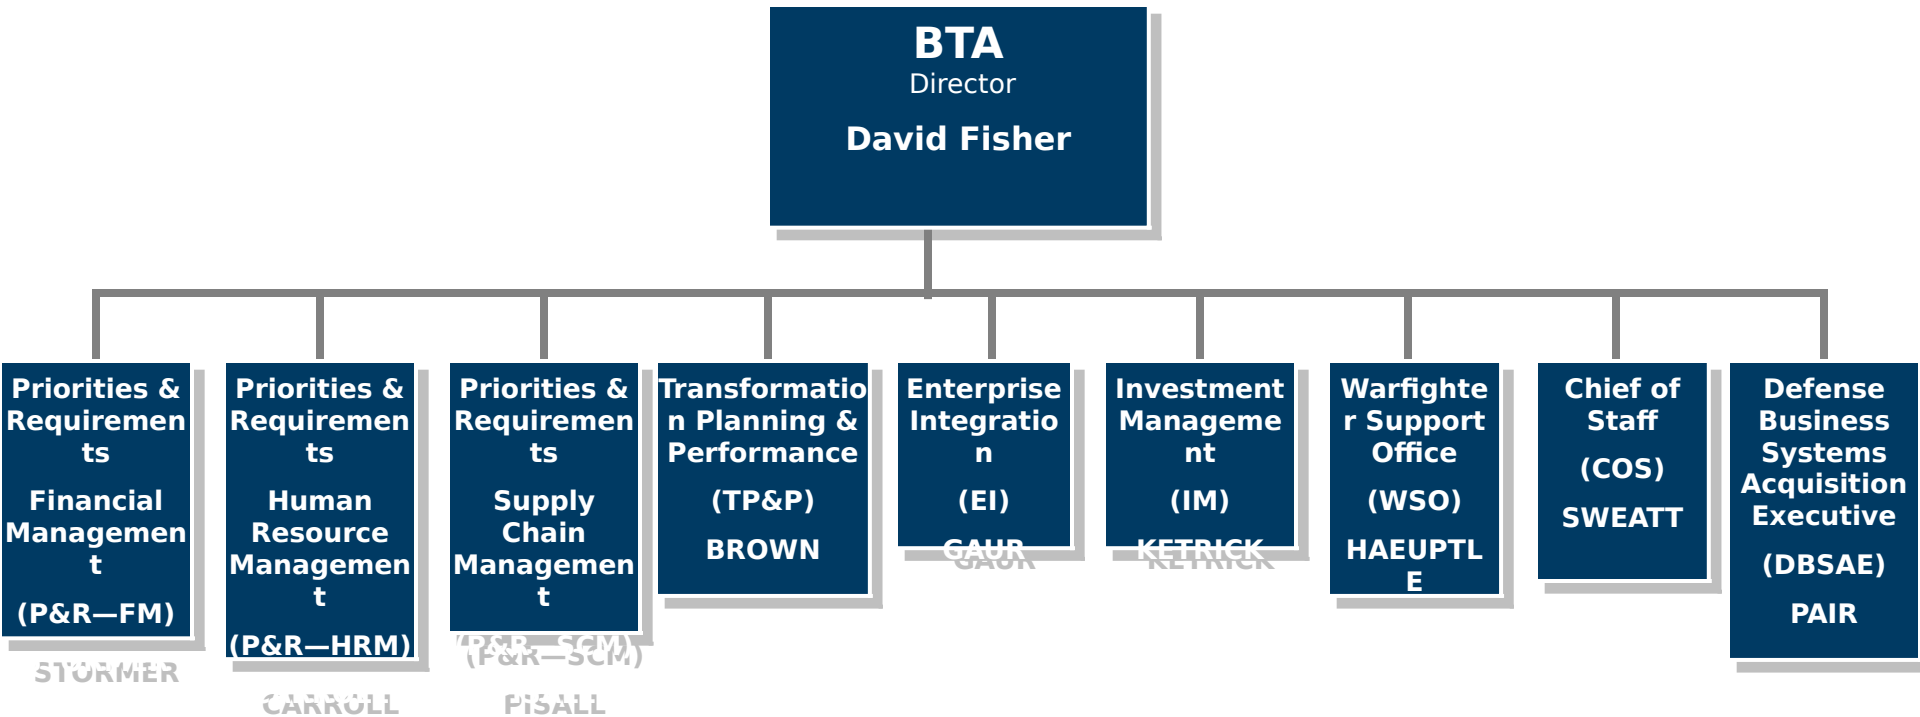 BTA
Director
David Fisher
Priorities &
Requiremen
ts
Financial
Managemen
t
(P&R—FM)
STORMER
Priorities &
Requiremen
ts
Human
Resource
Managemen
t
(P&R—HRM)
CARROLL
Priorities &
Requiremen
ts
Supply
Chain
Managemen
t
(P&R—SCM)
PISALL
Transformatio
n Planning &
Performance
(TP&P)
BROWN
Enterprise
Integratio
n
(EI)
GAUR
Investment
Manageme
nt
(IM)
KETRICK
Warfighte
r Support
Office
(WSO)
HAEUPTL
E
Chief of
Staff
(COS)
SWEATT
Defense
Business
Systems
Acquisition
Executive
(DBSAE)
PAIR